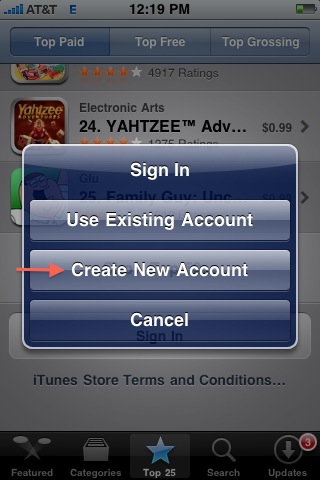 AT&T E 12:19 PM
Top Paid Top Free Top Grossing
4917 Ratings
Yahtzee
ADVENTURES
Electronic Arts
24. YAHTZEE™ Adv... $0.99
1275 Ratings
Glu
25. Family Guy: Unc...
Sign In
Use Existing Account
Create New Account
Cancel
Sign In
iTunes Store Terms and Conditions...
3
Featured Categories Top 25 Search Updates